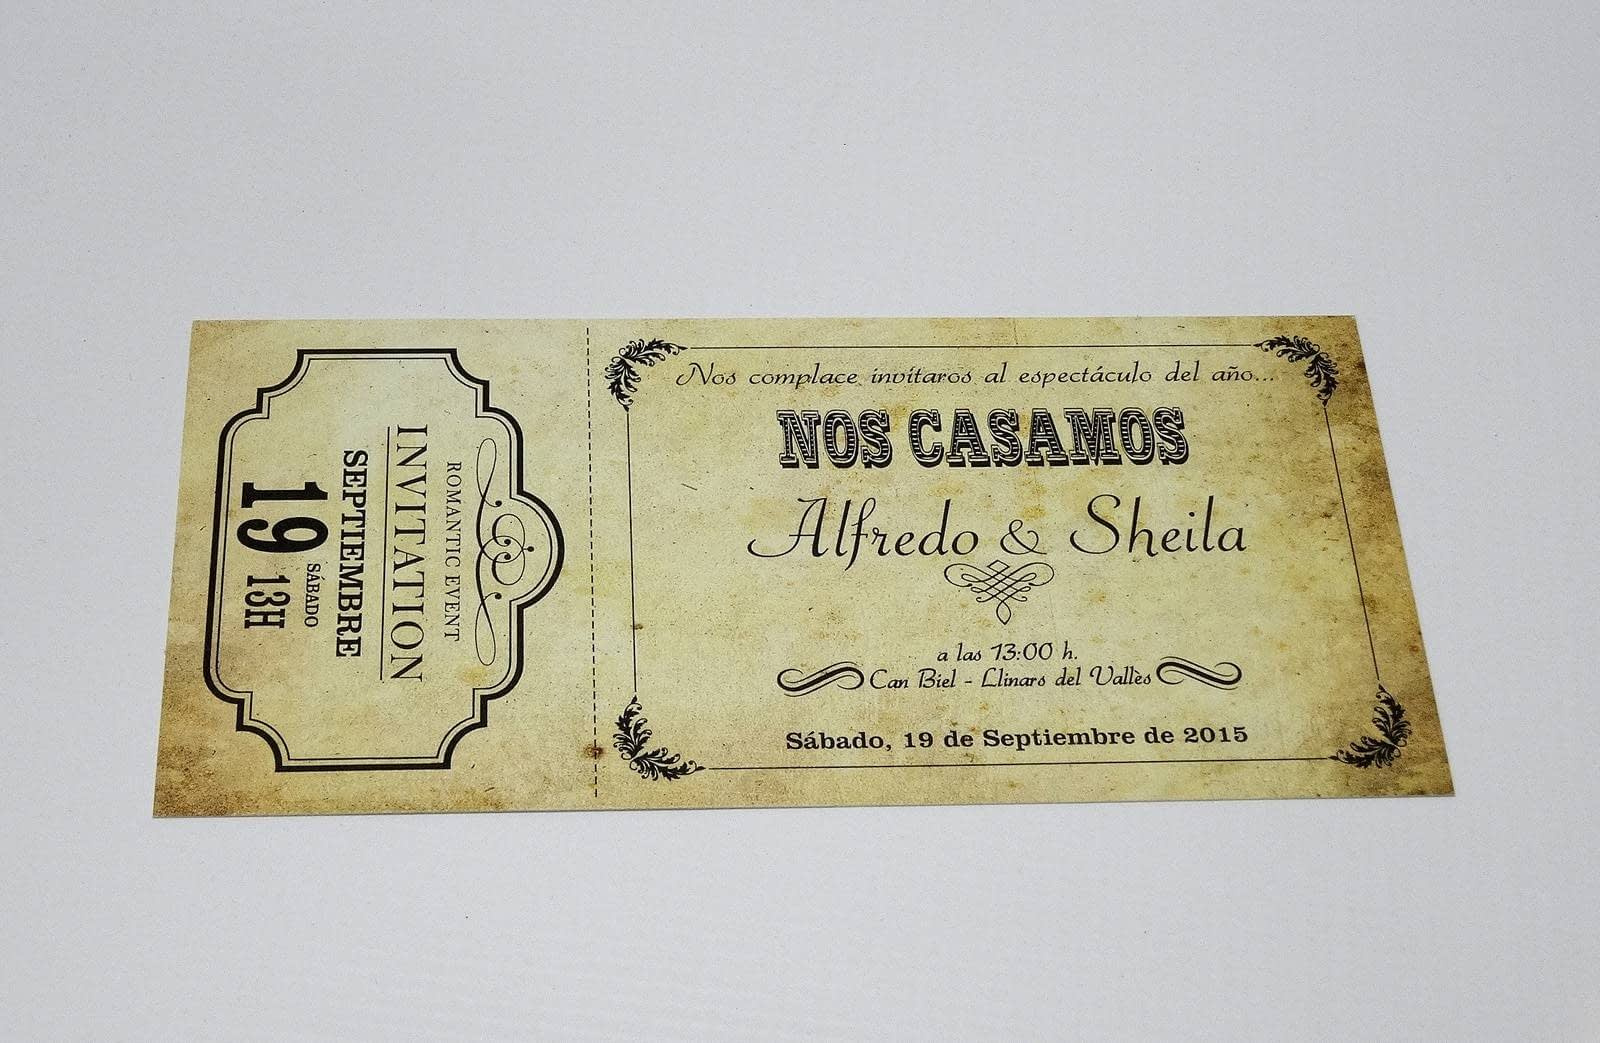 ROMANTIC EVENT
INVITATION
SEPTIEMBRE
SÁBADO
19 13H
Nos complace invitaros al espectáculo del año...
NOS CASAMOS
Alfredo & Sheila
a las 13:00 h.
Can Biel - Llinars del Vallès
Sábado, 19 de Septiembre de 2015